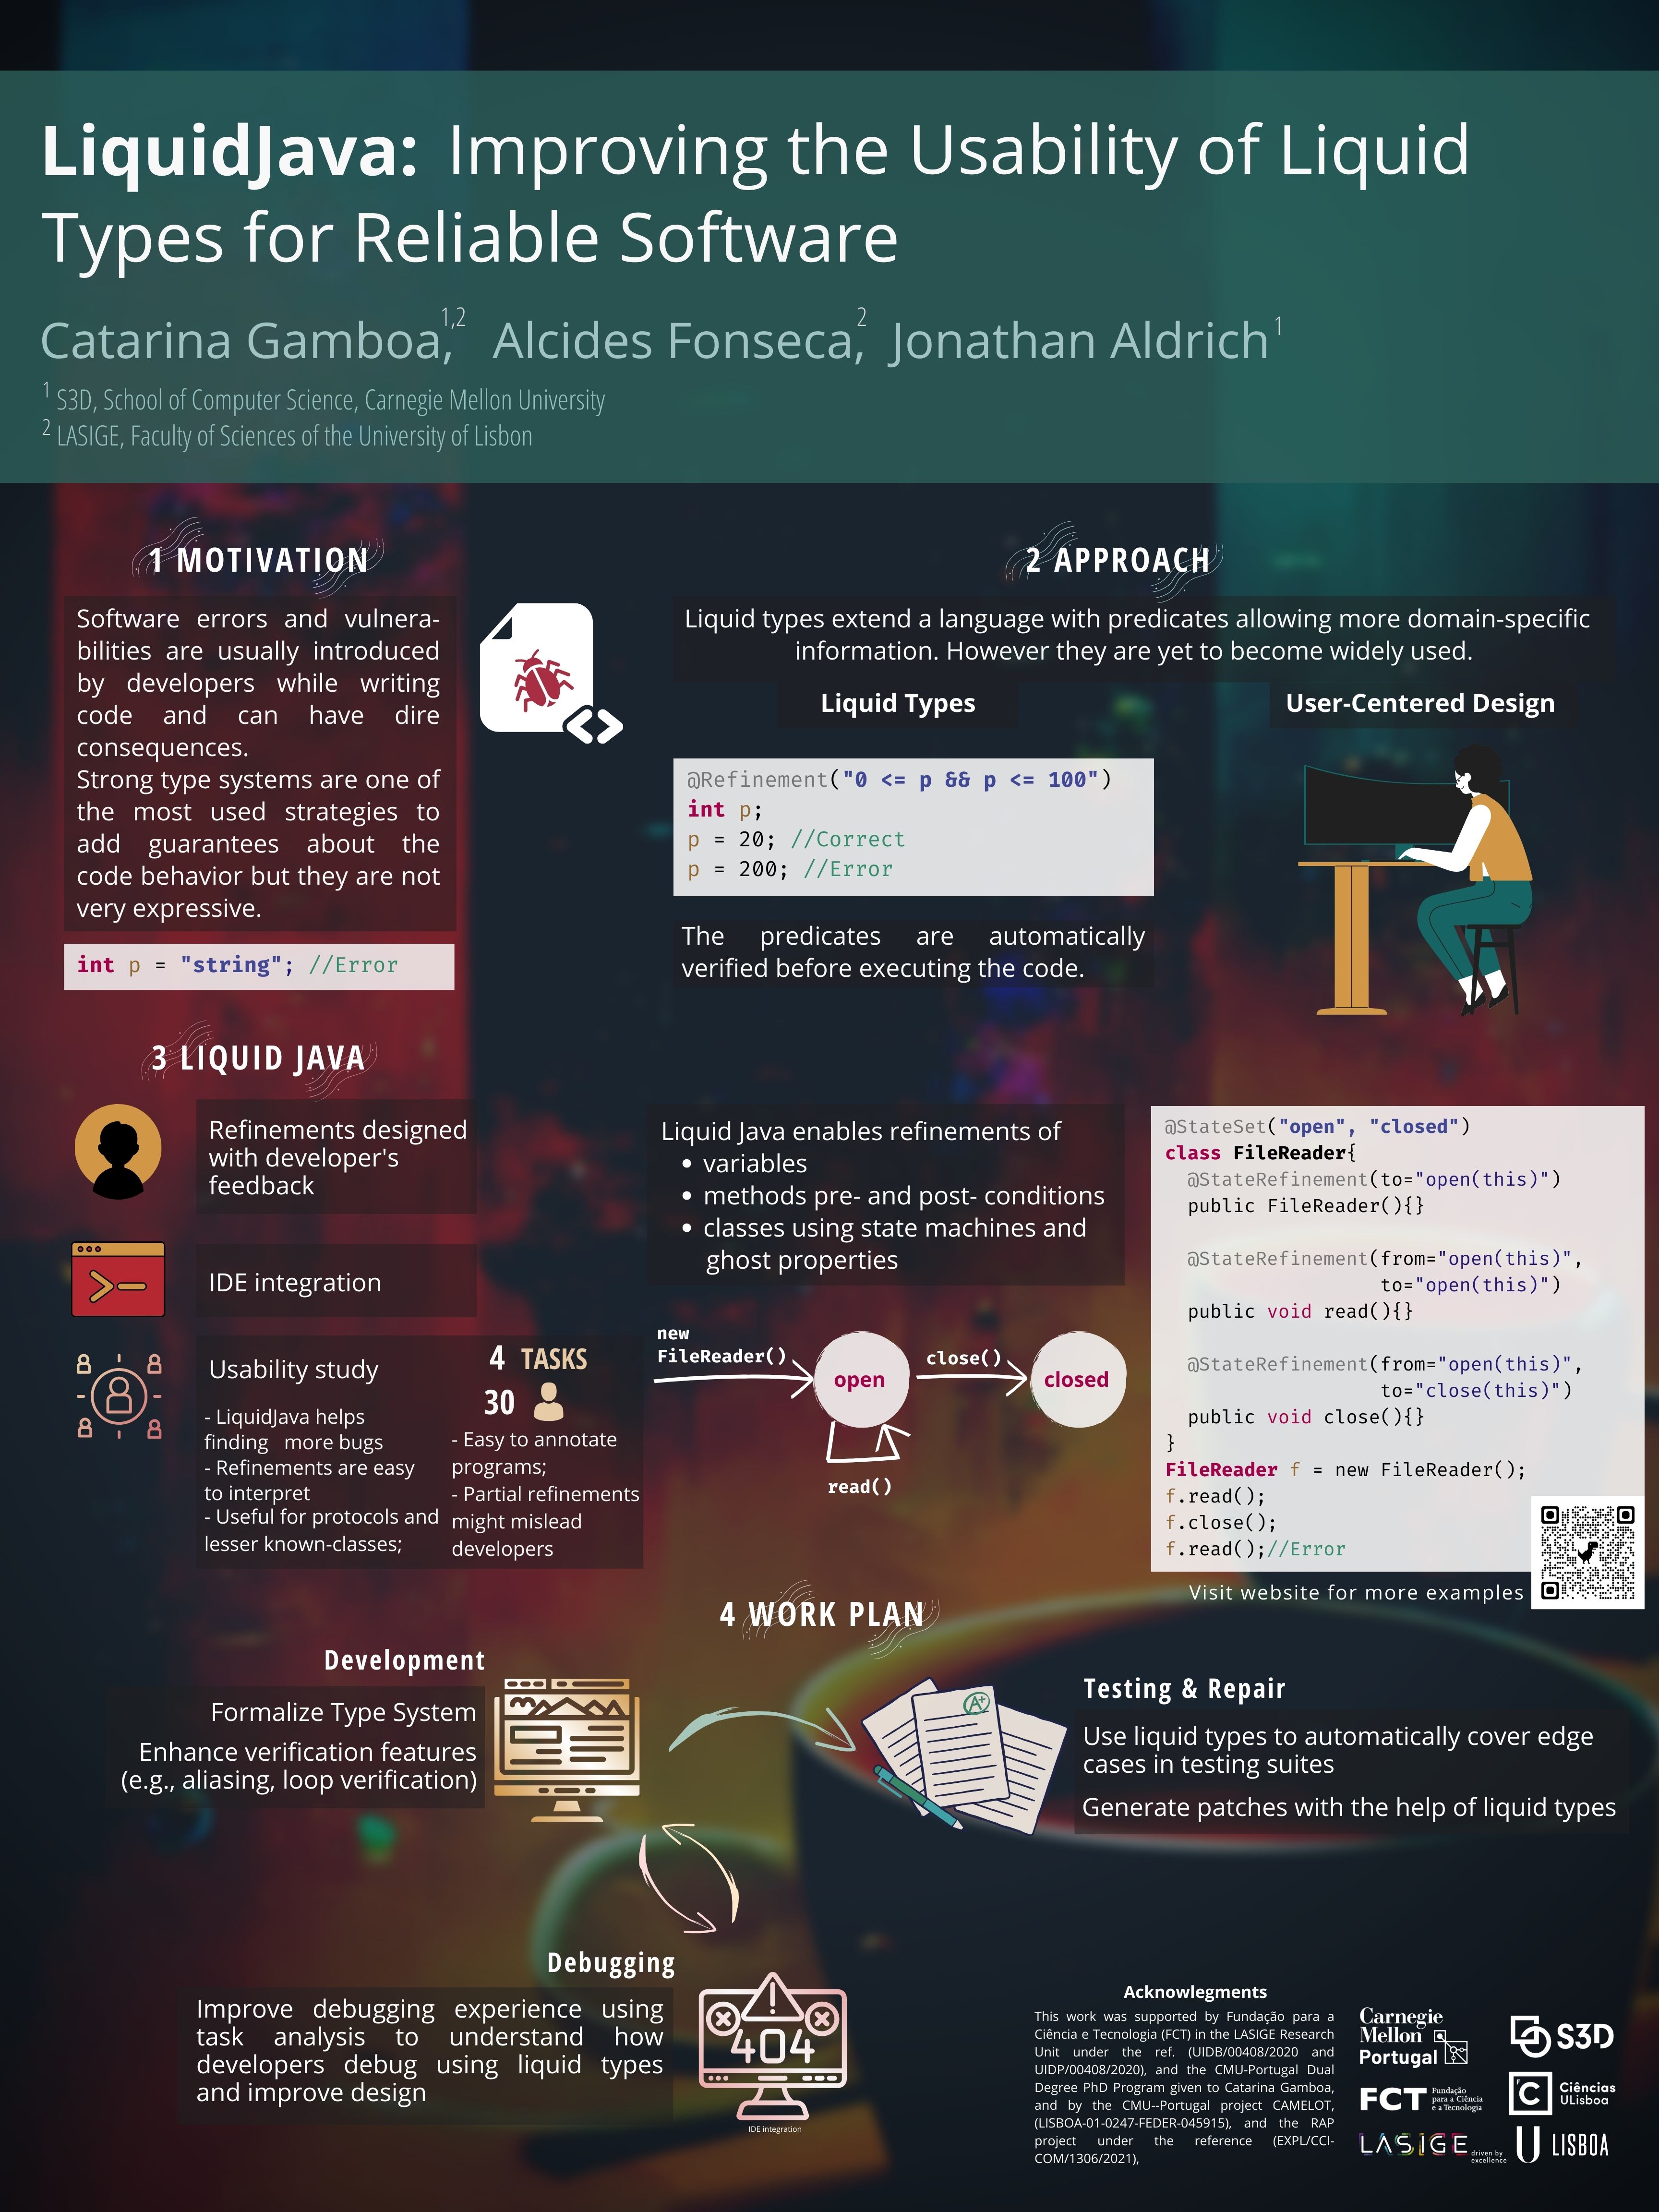 LiquidJava: Improving the Usability of Liquid
Types for Reliable Software
Catarina Gamboa,1,2 Alcides Fonseca,2 Jonathan Aldrich1
1 S3D, School of Computer Science, Carnegie Mellon University
2 LASIGE, Faculty of Sciences of the University of Lisbon
1 MOTIVATION
Software errors and vulnera-
bilities are usually introduced
by developers while writing
code and can have dire
consequences.
Strong type systems are one of
the most used strategies to
add guarantees about the
code behavior but they are not
very expressive.
int p = "string"; //Error
2 APPROACH
Liquid types extend a language with predicates allowing more domain-specific
information. However they are yet to become widely used.
Liquid Types
@Refinement("0 <= p && p <= 100")
int p;
p = 20; //Correct
p = 200; //Error
The predicates are automatically
verified before executing the code.
User-Centered Design
3 LIQUID JAVA
Refinements designed
with developer's
feedback
IDE integration
Usability study
4 TASKS
30
- LiquidJava helps
finding more bugs
- Refinements are easy
to interpret
- Useful for protocols and
lesser known-classes;
- Easy to annotate
programs;
- Partial refinements
might mislead
developers
Liquid Java enables refinements of
• variables
• methods pre- and post- conditions
• classes using state machines and
ghost properties
new
FileReader()
open
close()
closed
read()
@StateSet("open", "closed")
class FileReader{
@StateRefinement(to="open(this)")
public FileReader(){}
@StateRefinement(from="open(this)",
to="open(this)")
public void read(){}
@StateRefinement(from="open(this)",
to="close(this)")
public void close(){}
}
FileReader f = new FileReader();
f.read();
f.close();
f.read();//Error
Visit website for more examples
4 WORK PLAN
Development
Formalize Type System
Enhance verification features
(e.g., aliasing, loop verification)
A+
Testing & Repair
Use liquid types to automatically cover edge
cases in testing suites
Generate patches with the help of liquid types
Debugging
Improve debugging experience using
task analysis to understand how
developers debug using liquid types
and improve design
404
IDE integration
Acknowlegments
This work was supported by Fundação para a
Ciência e Tecnologia (FCT) in the LASIGE Research
Unit under the ref. (UIDB/00408/2020 and
UIDP/00408/2020), and the CMU-Portugal Dual
Degree PhD Program given to Catarina Gamboa,
and by the CMU--Portugal project CAMELOT,
(LISBOA-01-0247-FEDER-045915), and the RAP
project under the reference (EXPL/CCI-
COM/1306/2021),
Carnegie
Mellon
Portugal
S3D
FCT Fundação
para a Ciência
e a Tecnologia
C Ciências
ULisboa
LASIGE driven by
excellence
U LISBOA